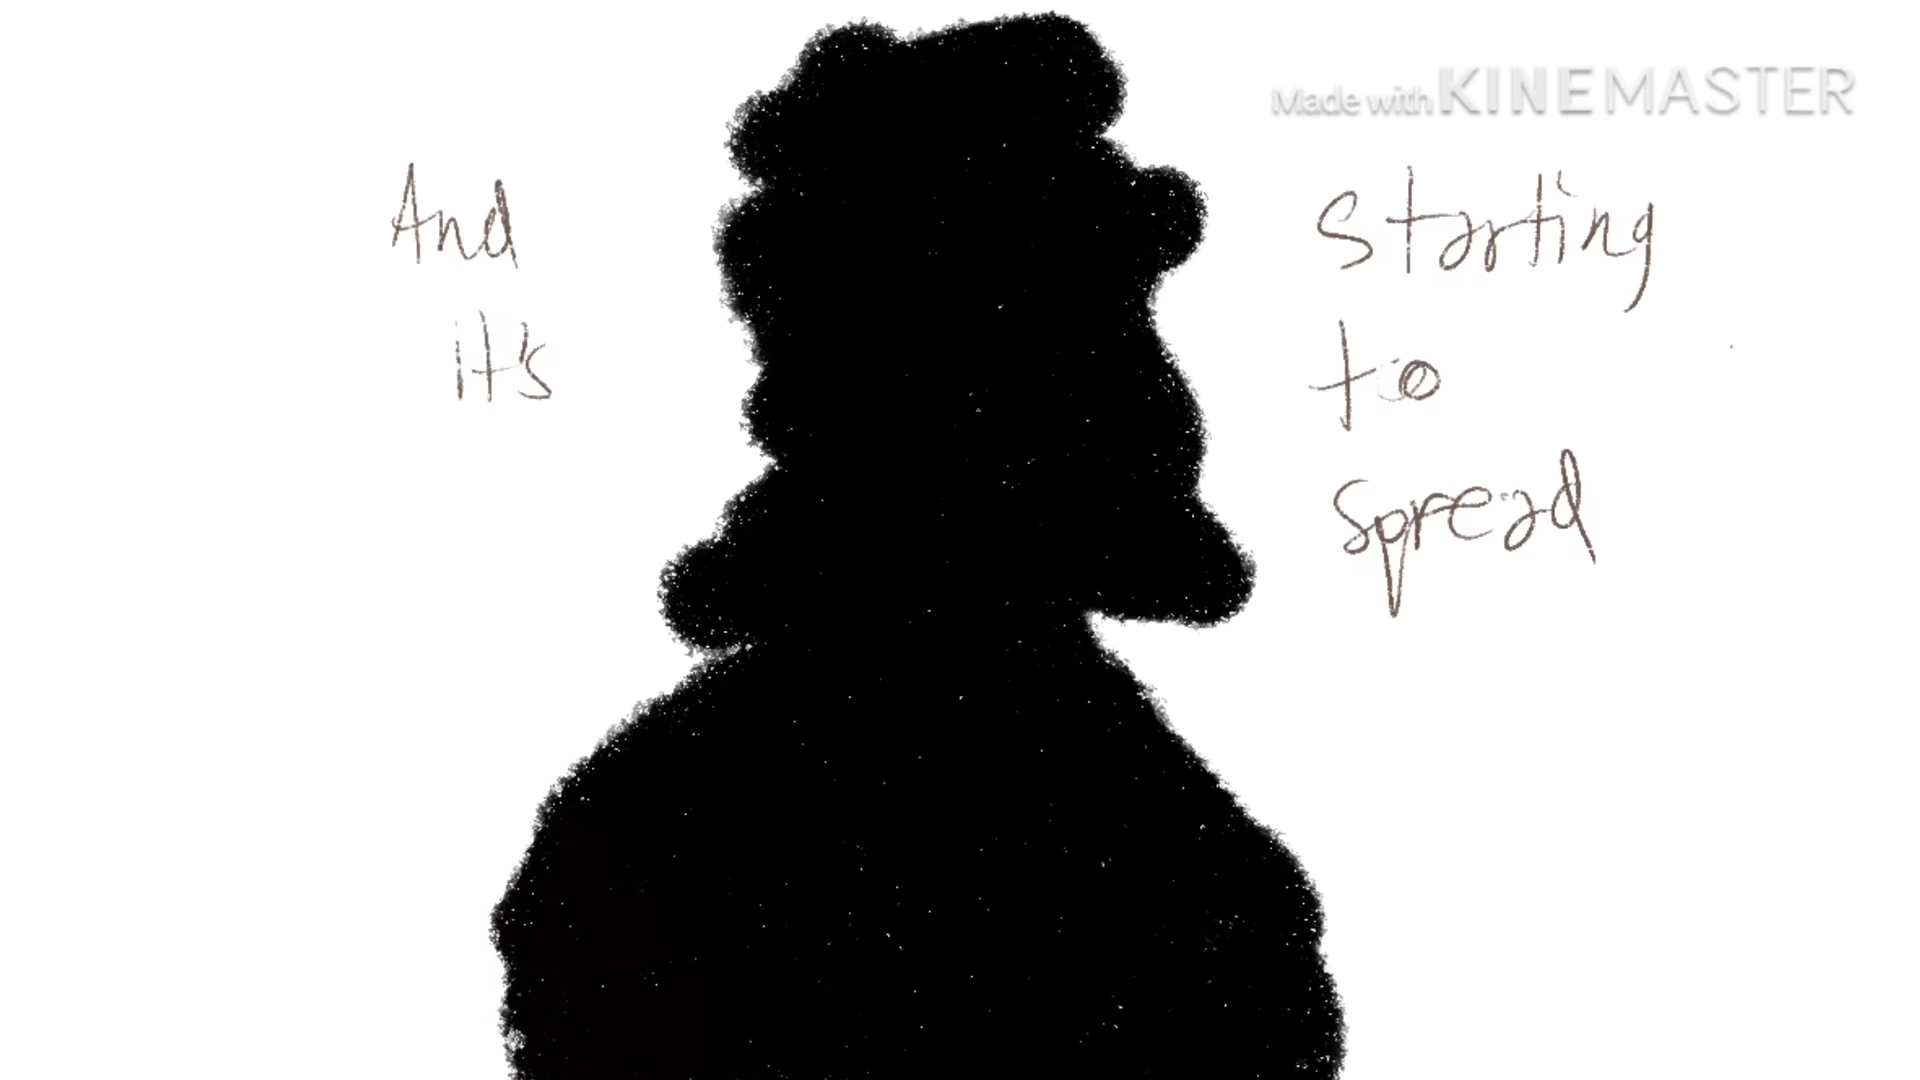 Made with KINEMASTER
And
it's
Starting
to
spread